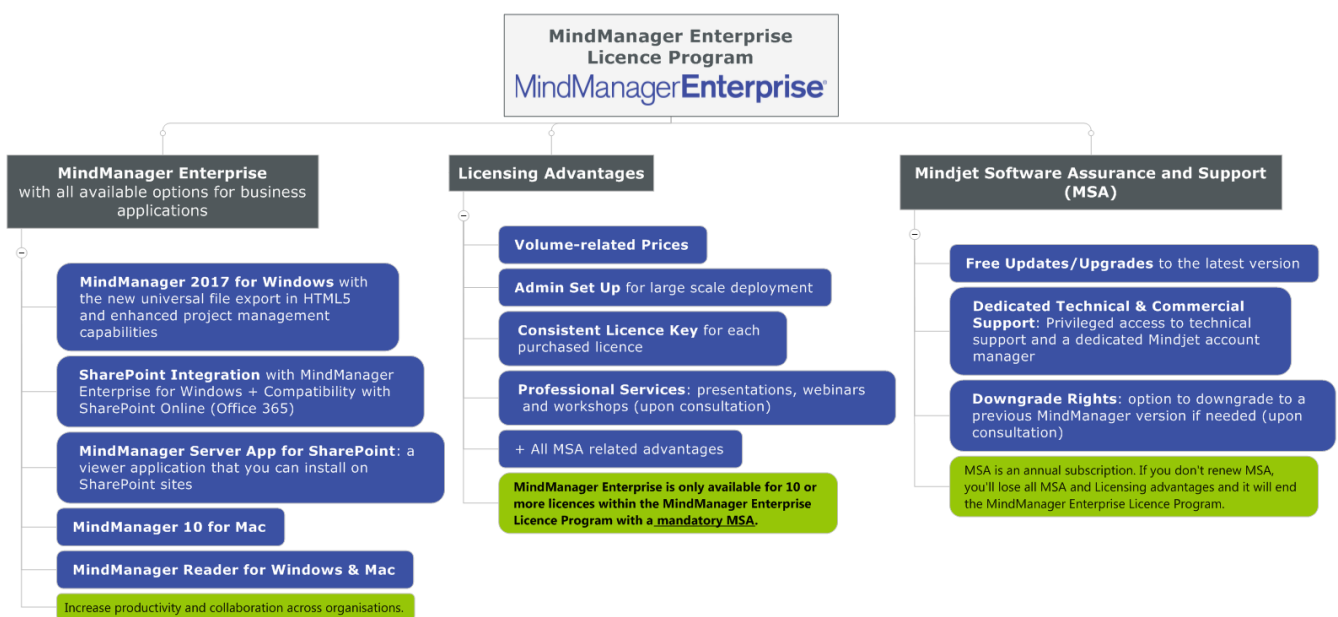 MindManager Enterprise
Licence Program
MindManagerEnterprise®
MindManager Enterprise
with all available options for business
applications
MindManager 2017 for Windows with
the new universal file export in HTML5
and enhanced project management
capabilities
SharePoint Integration with MindManager
Enterprise for Windows + Compatibility with
SharePoint Online (Office 365)
MindManager Server App for SharePoint: a
viewer application that you can install on
SharePoint sites
MindManager 10 for Mac
MindManager Reader for Windows & Mac
Increase productivity and collaboration across organisations.
Licensing Advantages
Volume-related Prices
Admin Set Up for large scale deployment
Consistent Licence Key for each
purchased licence
Professional Services: presentations, webinars
and workshops (upon consultation)
+ All MSA related advantages
MindManager Enterprise is only available for 10 or
more licences within the MindManager Enterprise
Licence Program with a mandatory MSA.
Mindjet Software Assurance and Support
(MSA)
Free Updates/Upgrades to the latest version
Dedicated Technical & Commercial
Support: Privileged access to technical
support and a dedicated Mindjet account
manager
Downgrade Rights: option to downgrade to a
previous MindManager version if needed (upon
consultation)
MSA is an annual subscription. If you don't renew MSA,
you'll lose all MSA and Licensing advantages and it will end
the MindManager Enterprise Licence Program.